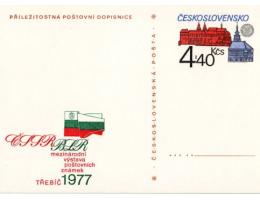 PŘÍLEŽITOSTNÁ POŠTOVNÍ DOPISNICE
ČESKOSLOVENSKO
4,40 Kčs
ČESKOSLOVENSKÁ POŠTA
ČSSR BLR
mezinárodní
výstava
poštovních
známek
TŘEBÍČ 1977